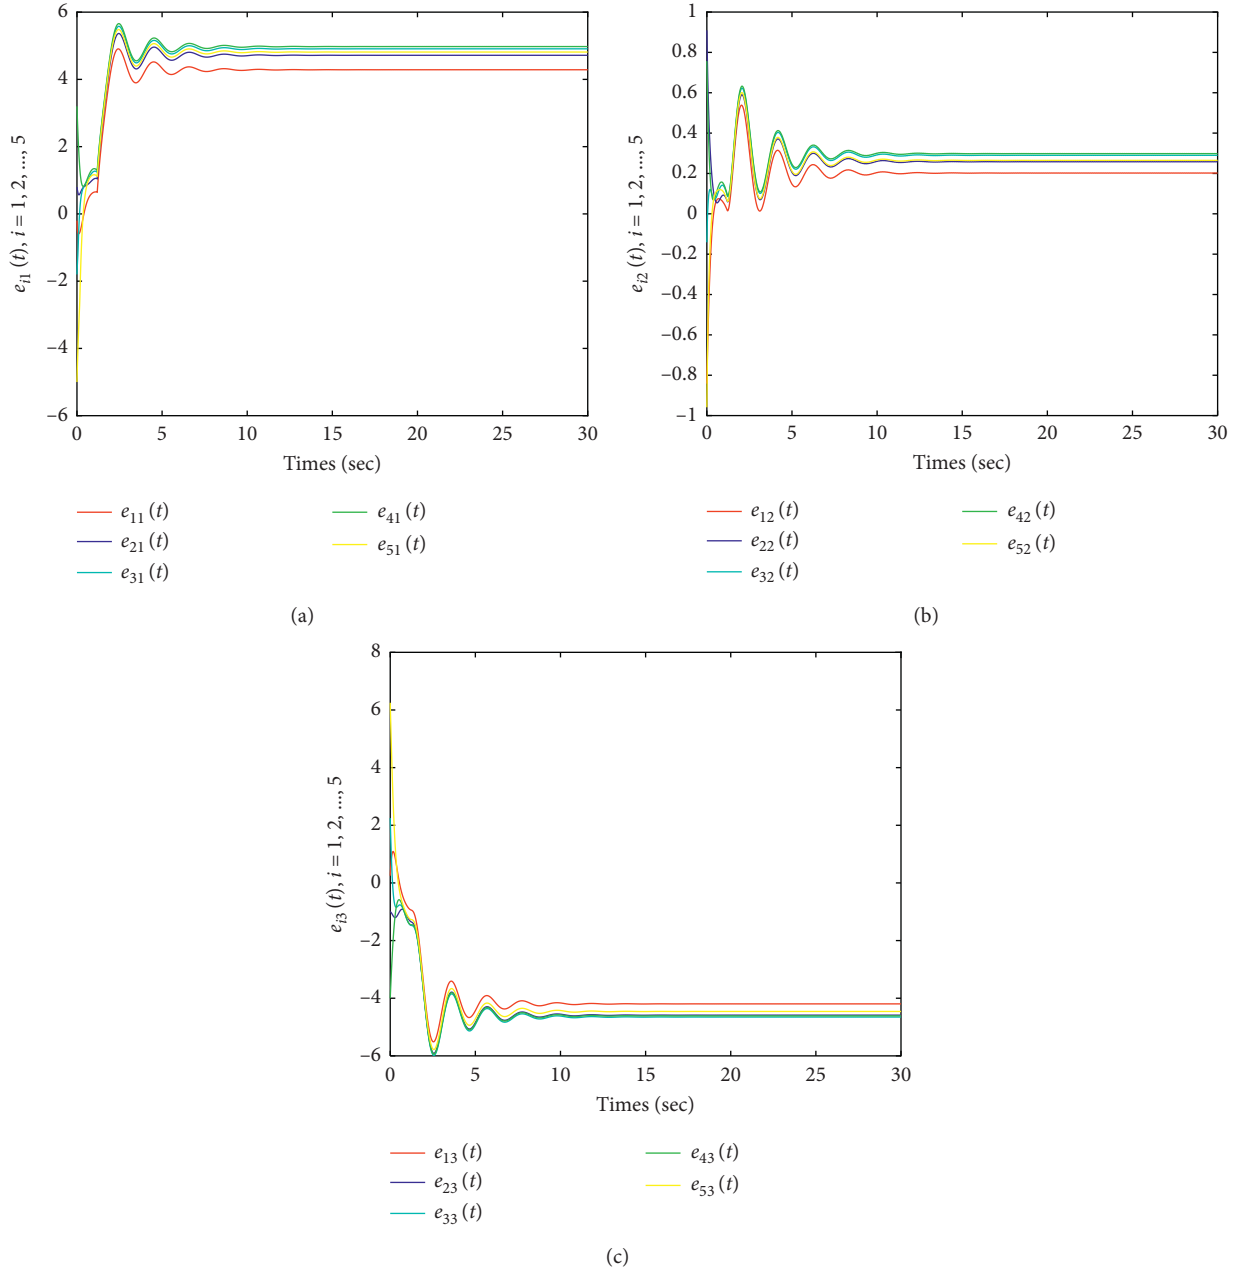 6
4
2
0
−2
−4
−6
e_{i1} (t), i = 1, 2, ..., 5
0 5 10 15 20 25 30
Times (sec)
e_{11} (t)
e_{21} (t)
e_{31} (t)
e_{41} (t)
e_{51} (t)
(a)
1
0.8
0.6
0.4
0.2
0
−0.2
−0.4
−0.6
−0.8
−1
e_{i2} (t), i = 1, 2, ..., 5
0 5 10 15 20 25 30
Times (sec)
e_{12} (t)
e_{22} (t)
e_{32} (t)
e_{42} (t)
e_{52} (t)
(b)
8
6
4
2
0
−2
−4
−6
e_{i3} (t), i = 1, 2, ..., 5
0 5 10 15 20 25 30
Times (sec)
e_{13} (t)
e_{23} (t)
e_{33} (t)
e_{43} (t)
e_{53} (t)
(c)